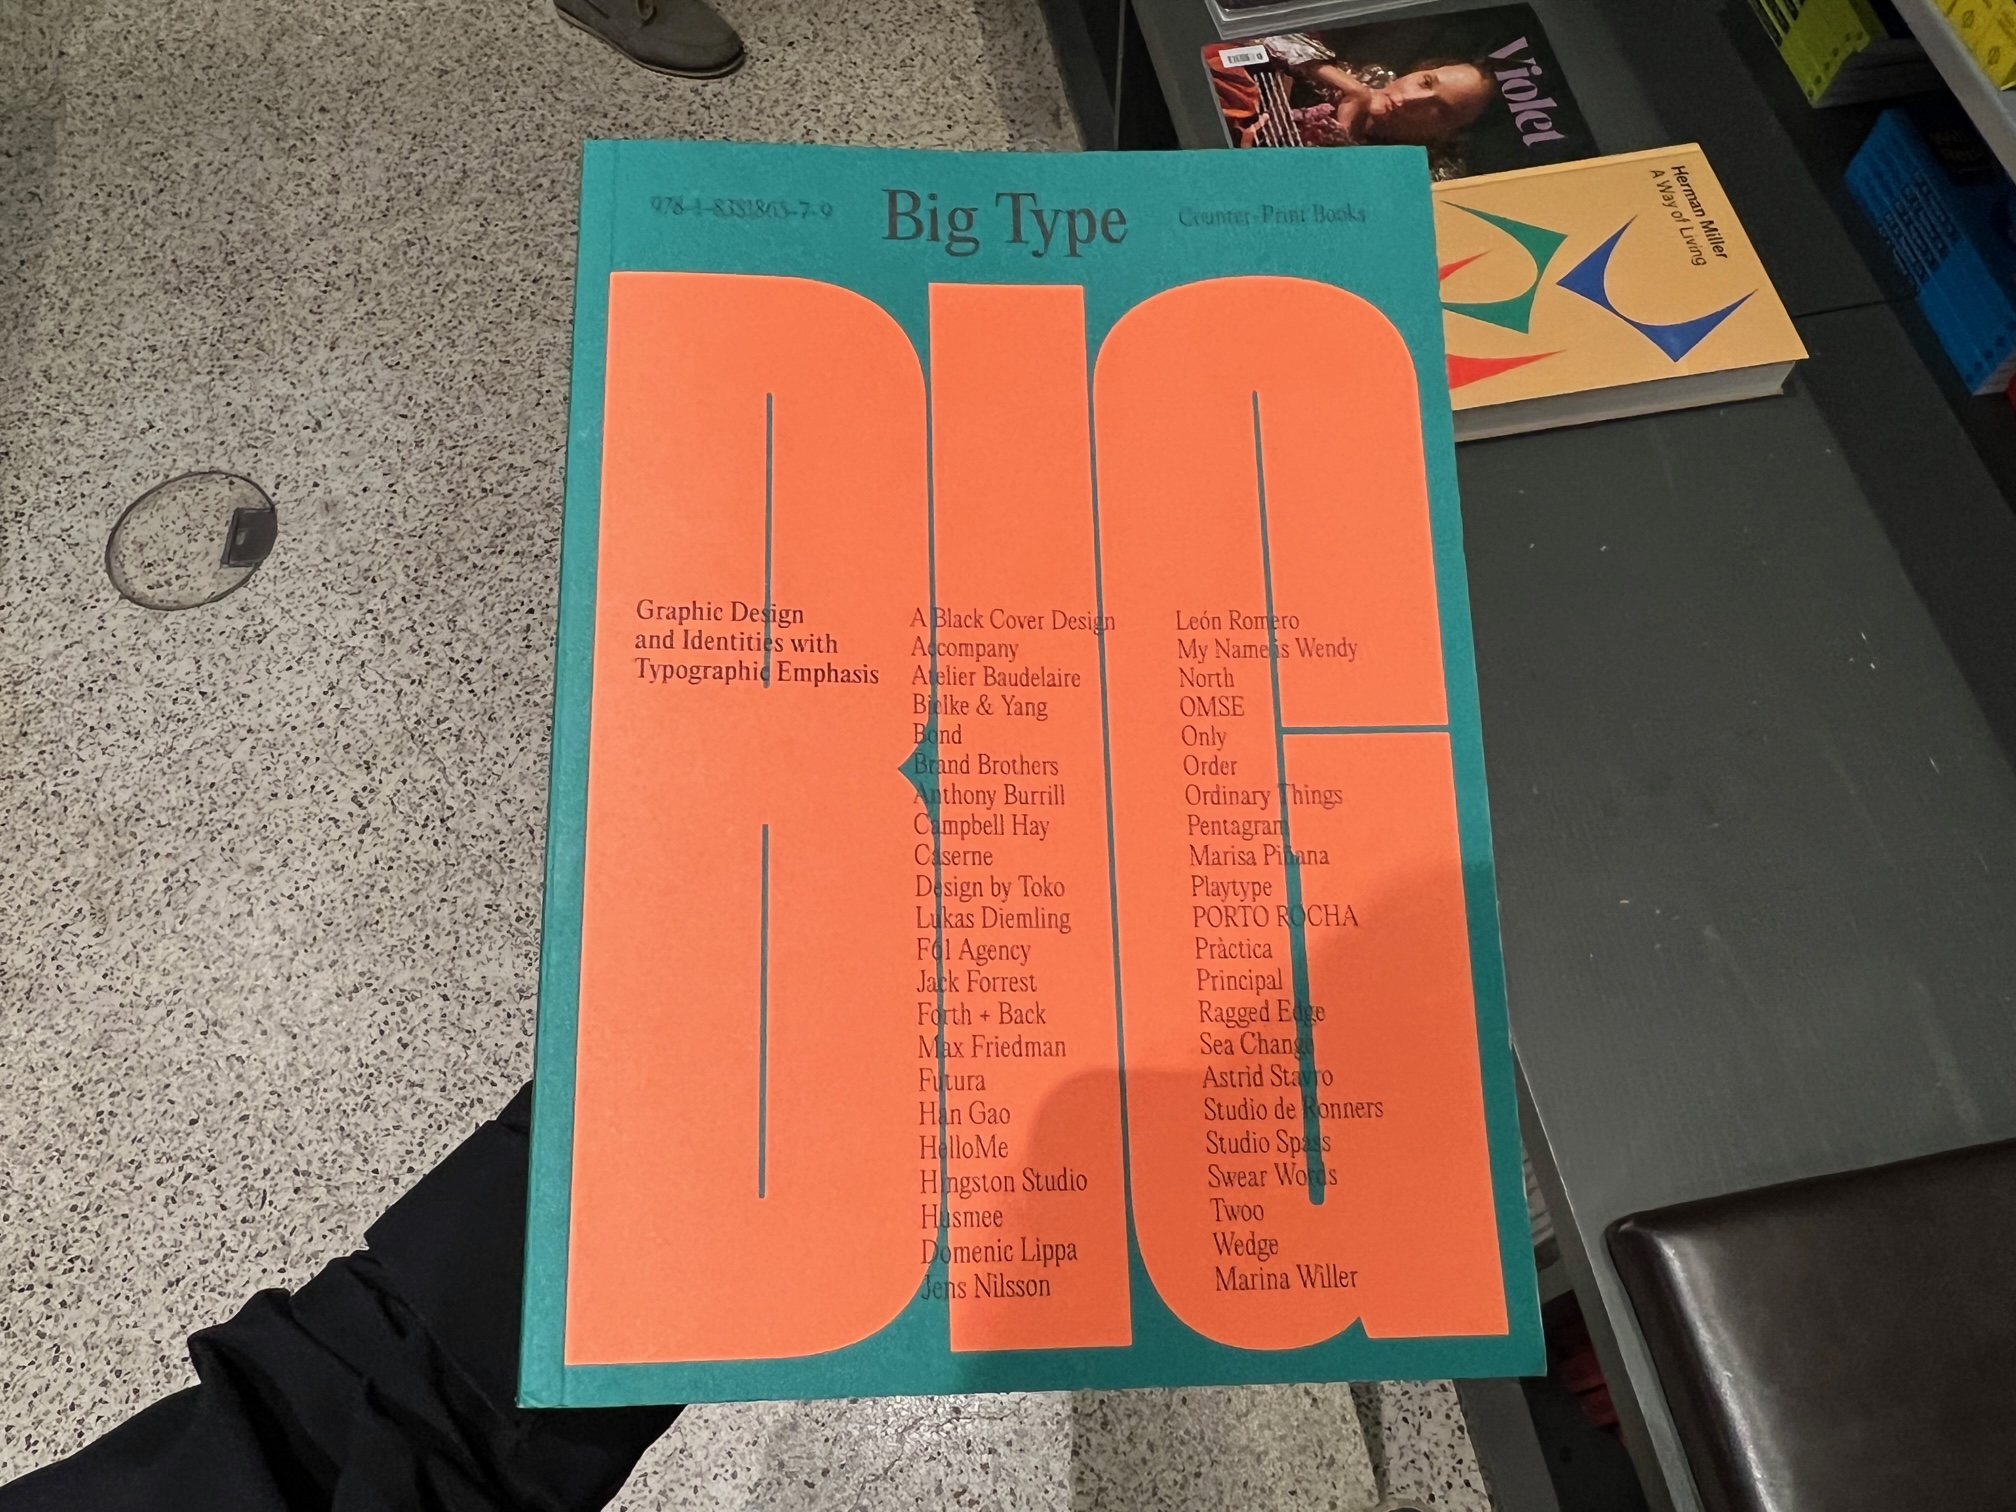 978-1-8381865-7-9
Big Type
Counter-Print Books
BIG
Graphic Design
and Identities with
Typographic Emphasis
A Black Cover Design
Accompany
Atelier Baudelaire
Bielke & Yang
Bond
Brand Brothers
Anthony Burrill
Campbell Hay
Caserne
Design by Toko
Lukas Diemling
Fól Agency
Jack Forrest
Forth + Back
Max Friedman
Futura
Han Gao
HelloMe
Hingston Studio
Husmee
Domenic Lippa
Jens Nilsson
León Romero
My Name is Wendy
North
OMSE
Only
Order
Ordinary Things
Pentagram
Marisa Piñana
Playtype
PORTO ROCHA
Pràctica
Principal
Ragged Edge
Sea Change
Astrid Stavro
Studio de Ronners
Studio Spass
Swear Words
Twoo
Wedge
Marina Willer
Violet
Herman Miller
A Way of Living